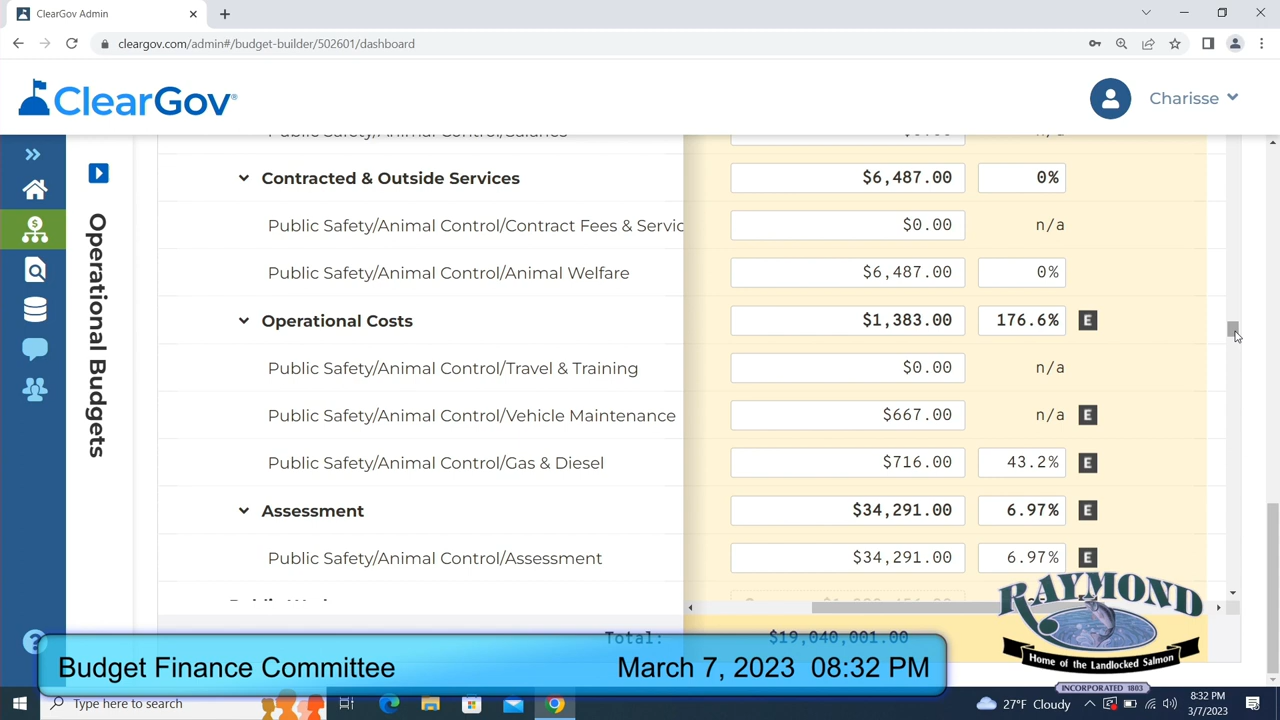 ClearGov Admin
cleargov.com/admin#/budget-builder/502601/dashboard
ClearGov®
Charisse
Operational Budgets
Public Safety/Animal Control/Salaries
Contracted & Outside Services $6,487.00 0%
Public Safety/Animal Control/Contract Fees & Servic $0.00 n/a
Public Safety/Animal Control/Animal Welfare $6,487.00 0%
Operational Costs $1,383.00 176.6% E
Public Safety/Animal Control/Travel & Training $0.00 n/a
Public Safety/Animal Control/Vehicle Maintenance $667.00 n/a E
Public Safety/Animal Control/Gas & Diesel $716.00 43.2% E
Assessment $34,291.00 6.97% E
Public Safety/Animal Control/Assessment $34,291.00 6.97% E
Total: $19,040,001.00
RAYMOND
Home of the Landlocked Salmon
INCORPORATED 1803
Budget Finance Committee March 7, 2023 08:32 PM
Type here to search
27°F Cloudy
8:32 PM
3/7/2023